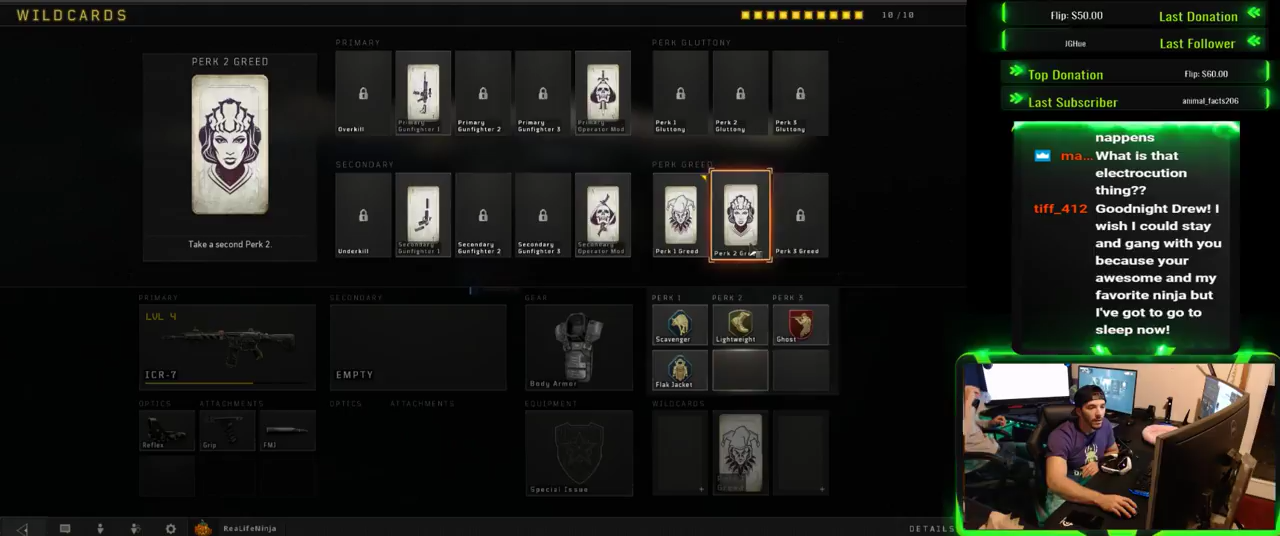 WILDCARDS
10/10
PERK 2 GREED
Take a second Perk 2.
PRIMARY
Overkill
Primary Gunfighter 1
Primary Gunfighter 2
Primary Gunfighter 3
Primary Operator Mod
PERK GLUTTONY
Perk 1 Gluttony
Perk 2 Gluttony
Perk 3 Gluttony
SECONDARY
Underkill
Secondary Gunfighter 1
Secondary Gunfighter 2
Secondary Gunfighter 3
Secondary Operator Mod
PERK GREED
Perk 1 Greed
Perk 3 Greed
PRIMARY
LVL 4
ICR-7
SECONDARY
EMPTY
GEAR
Body Armor
PERK 1
PERK 2
PERK 3
Scavenger
Lightweight
Ghost
Flak Jacket
OPTICS
ATTACHMENTS
Reflex
Grip
FMJ
OPTICS
ATTACHMENTS
EQUIPMENT
Special Issue
WILDCARDS
ReaLifeNinja
DETAILS
Flip: $50.00
Last Donation
JGHue
Last Follower
Top Donation
Flip: $60.00
Last Subscriber
animal_facts206
nappens
ma... What is that
electrocution
thing??
tiff_412 Goodnight Drew! I
wish I could stay
and gang with you
because your
awesome and my
favorite ninja but
I've got to go to
sleep now!